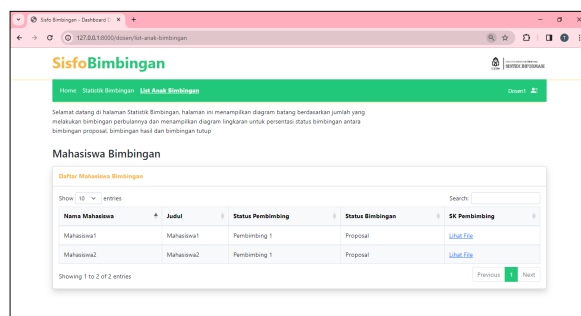 Sisfo Bimbingan - Dashboard D
127.0.0.1:8000/dosen/list-anak-bimbingan
SisfoBimbingan
SISTEM INFORMASI
Home Statistik Bimbingan List Anak Bimbingan Dosen1
Selamat datang di halaman Statistik Bimbingan, halaman ini menampilkan diagram batang berdasarkan jumlah yang
melakukan bimbingan perbulannya dan menampilkan diagram lingkaran untuk persentasi status bimbingan antara
bimbingan proposal, bimbingan hasil dan bimbingan tutup
Mahasiswa Bimbingan
Daftar Mahasiswa Bimbingan
Show 10 entries Search:
Nama Mahasiswa Judul Status Pembimbing Status Bimbingan SK Pembimbing
Mahasiswa1 Mahasiswa1 Pembimbing 1 Proposal Lihat File
Mahasiswa2 Mahasiswa2 Pembimbing 1 Proposal Lihat File
Showing 1 to 2 of 2 entries Previous 1 Next